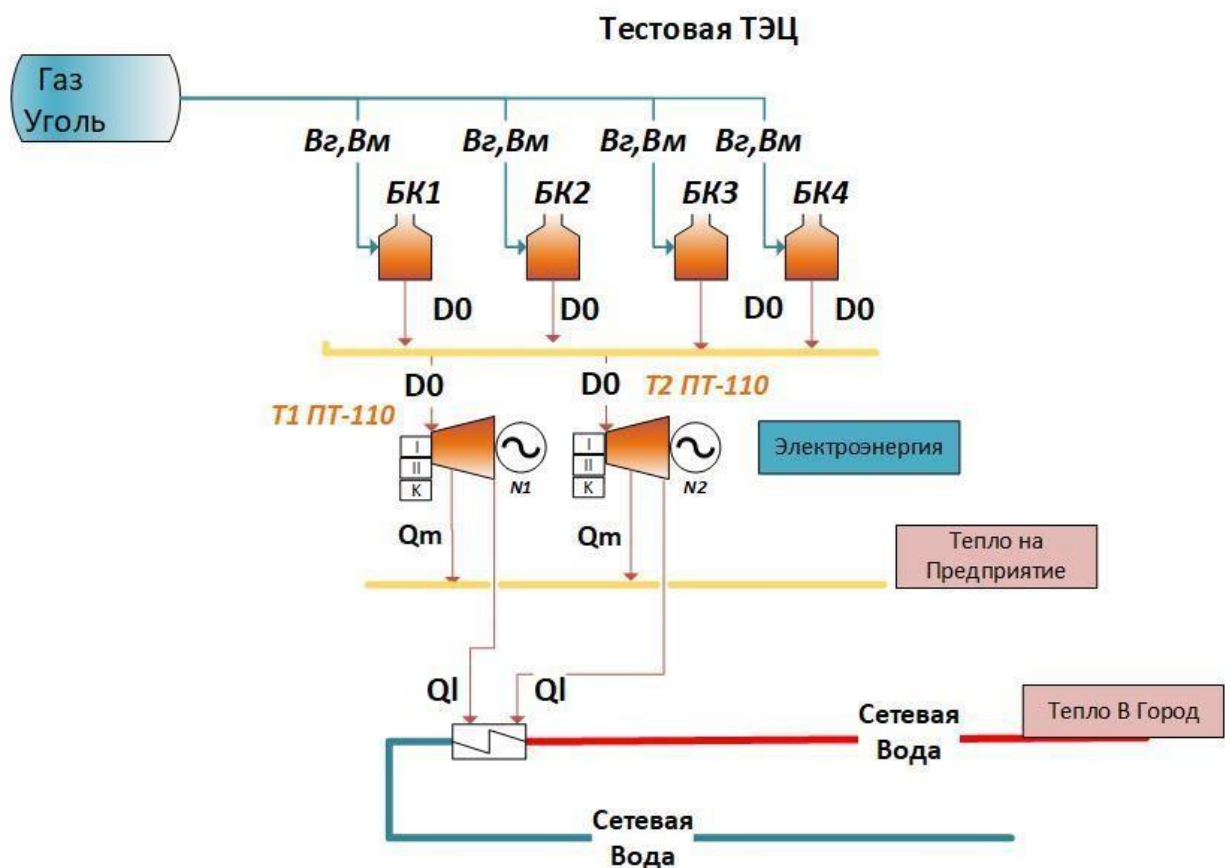 Тестовая ТЭЦ
Газ
Уголь
Вг,Вм
Вг,Вм
Вг,Вм
Вг,Вм
БК1
БК2
БК3
БК4
D0
D0
D0
D0
D0
D0
Т1 ПТ-110
Т2 ПТ-110
I
II
K
N1
I
II
K
N2
Электроэнергия
Qm
Qm
Тепло на
Предприятие
Ql
Ql
Сетевая
Вода
Тепло В Город
Сетевая
Вода